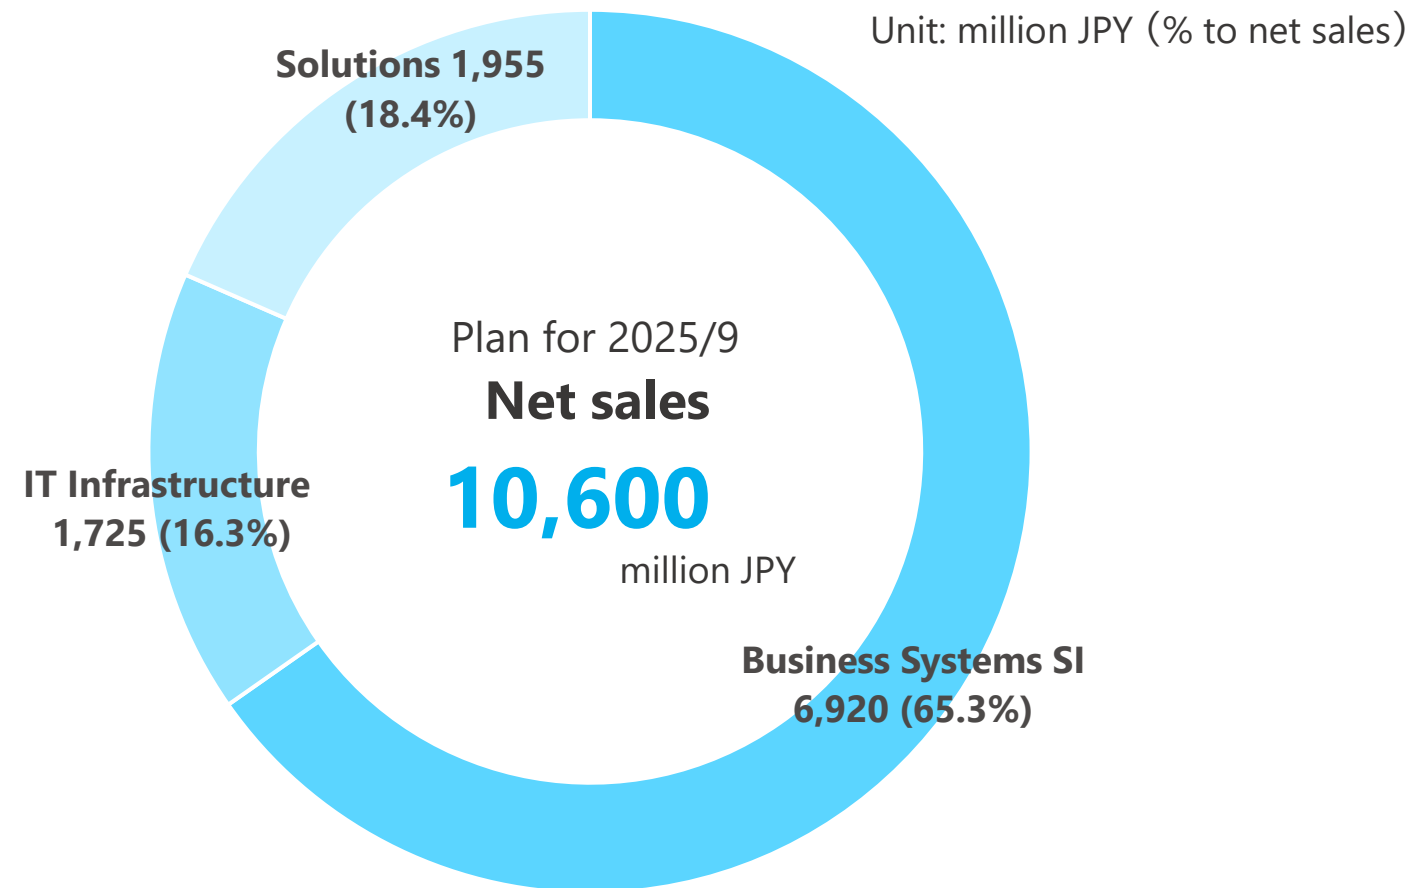 Unit: million JPY（% to net sales）
Solutions 1,955
(18.4%)
Plan for 2025/9
Net sales
10,600
million JPY
IT Infrastructure
1,725 (16.3%)
Business Systems SI
6,920 (65.3%)